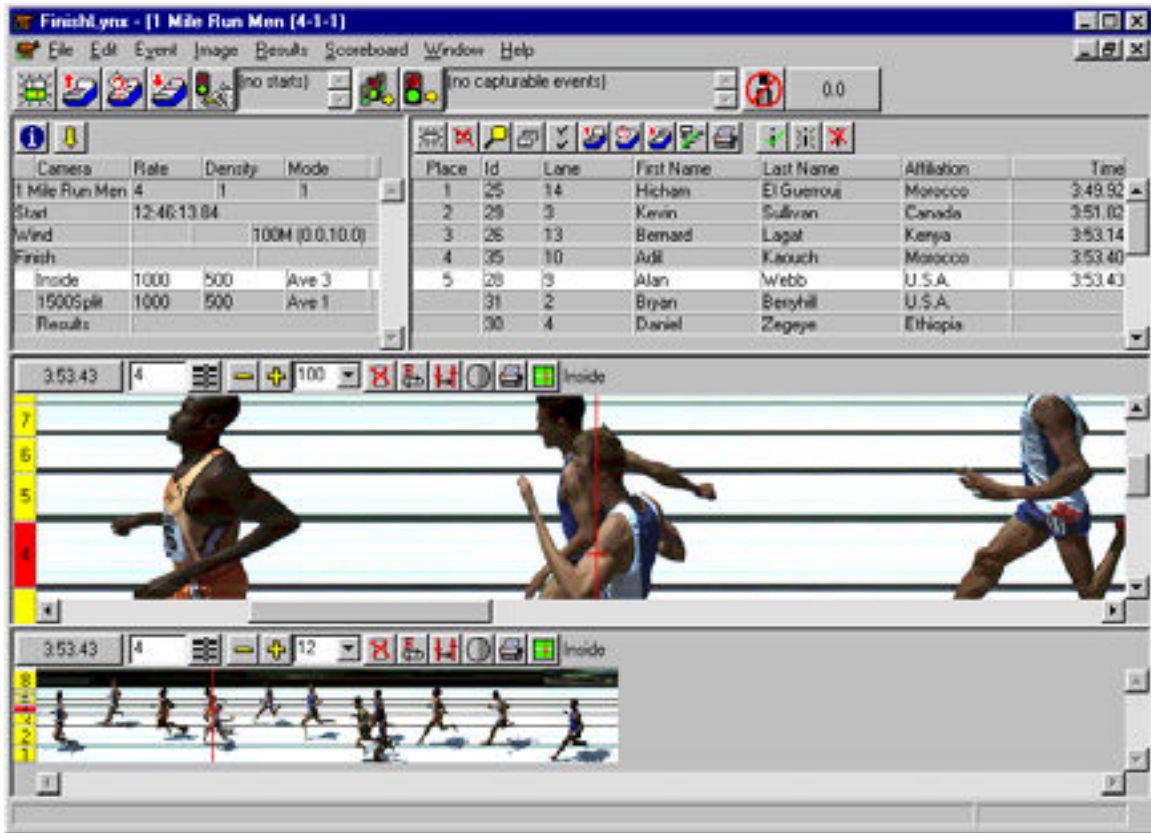 FinishLynx - [1 Mile Run Men (4-1-1)
File Edit Event Image Results Scoreboard Window Help
(no starts) (no capturable events) 0.0
Camera Rate Density Mode
1 Mile Run Men 4 1 1
Start 12:46:13.84
Wind 100M (0.0,10.0)
Finish
Inside 1000 500 Ave 3
1500Split 1000 500 Ave 1
Results
Place Id Lane First Name Last Name Affiliation Time
1 25 14 Hicham El Guerrouj Morocco 3:49.92
2 29 3 Kevin Sullivan Canada 3:51.82
3 26 13 Bernard Lagat Kenya 3:53.14
4 35 10 Adil Kaouch Morocco 3:53.40
5 28 9 Alan Webb U.S.A. 3:53.43
31 2 Bryan Berryhill U.S.A.
30 4 Daniel Zegeye Ethiopia
3:53.43 4 100 Inside
7
6
5
4
3:53.43 4 12 Inside
8
2
1